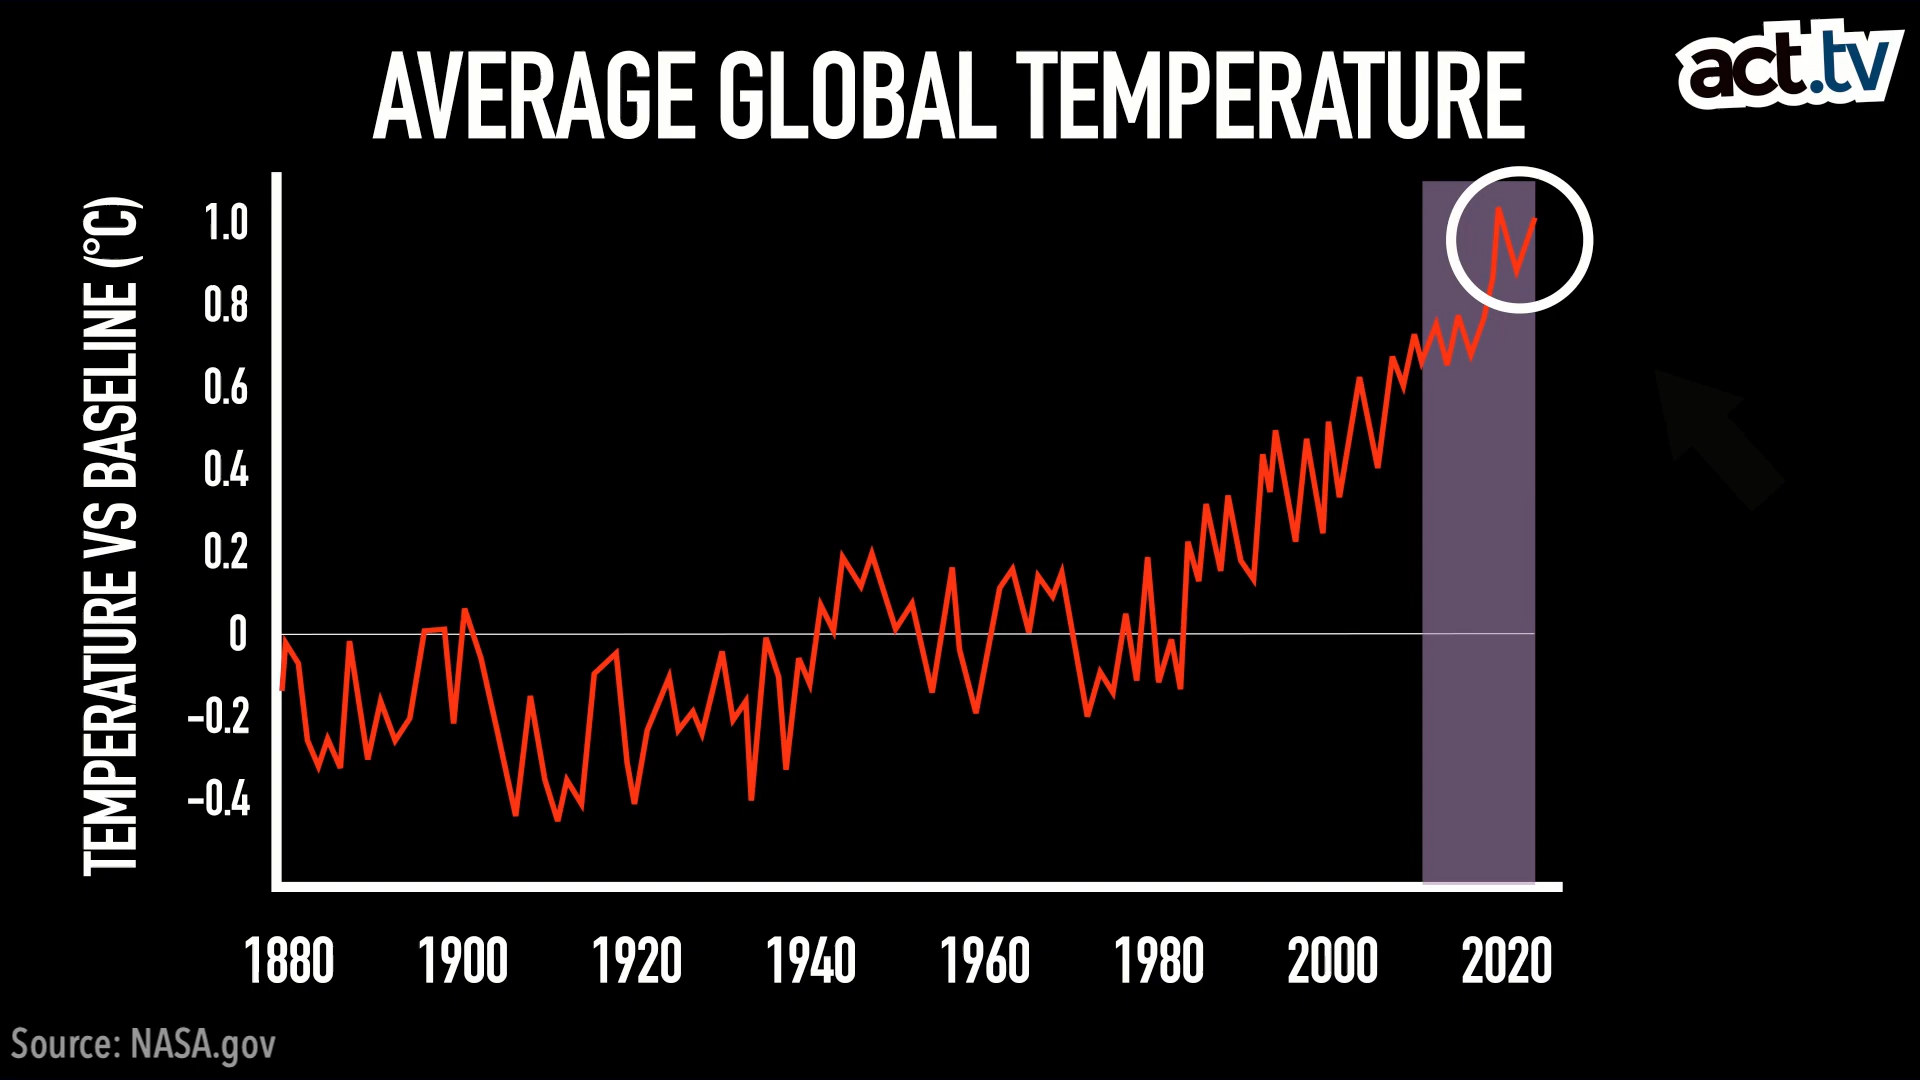 AVERAGE GLOBAL TEMPERATURE
act.tv
TEMPERATURE VS BASELINE (°C)
1.0
0.8
0.6
0.4
0.2
0
-0.2
-0.4
1880 1900 1920 1940 1960 1980 2000 2020
Source: NASA.gov